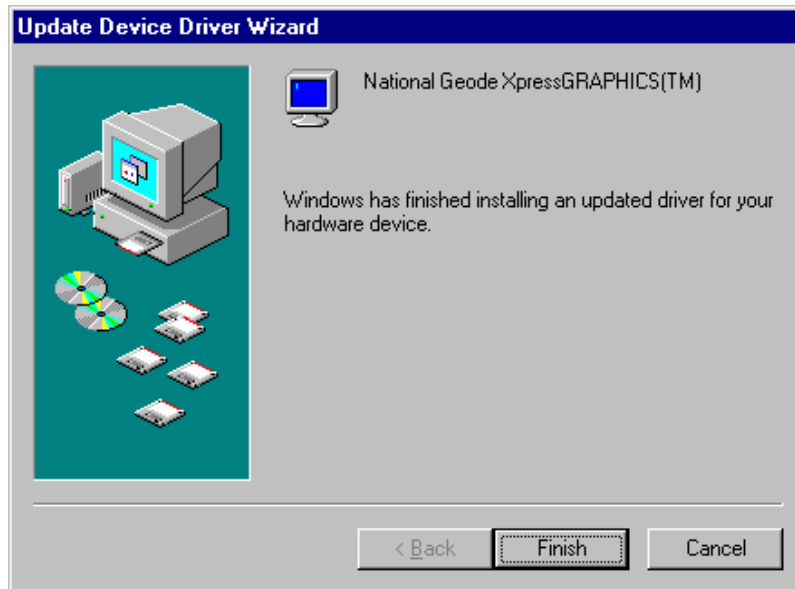 Update Device Driver Wizard
National Geode XpressGRAPHICS(TM)
Windows has finished installing an updated driver for your
hardware device.
< Back
Finish
Cancel